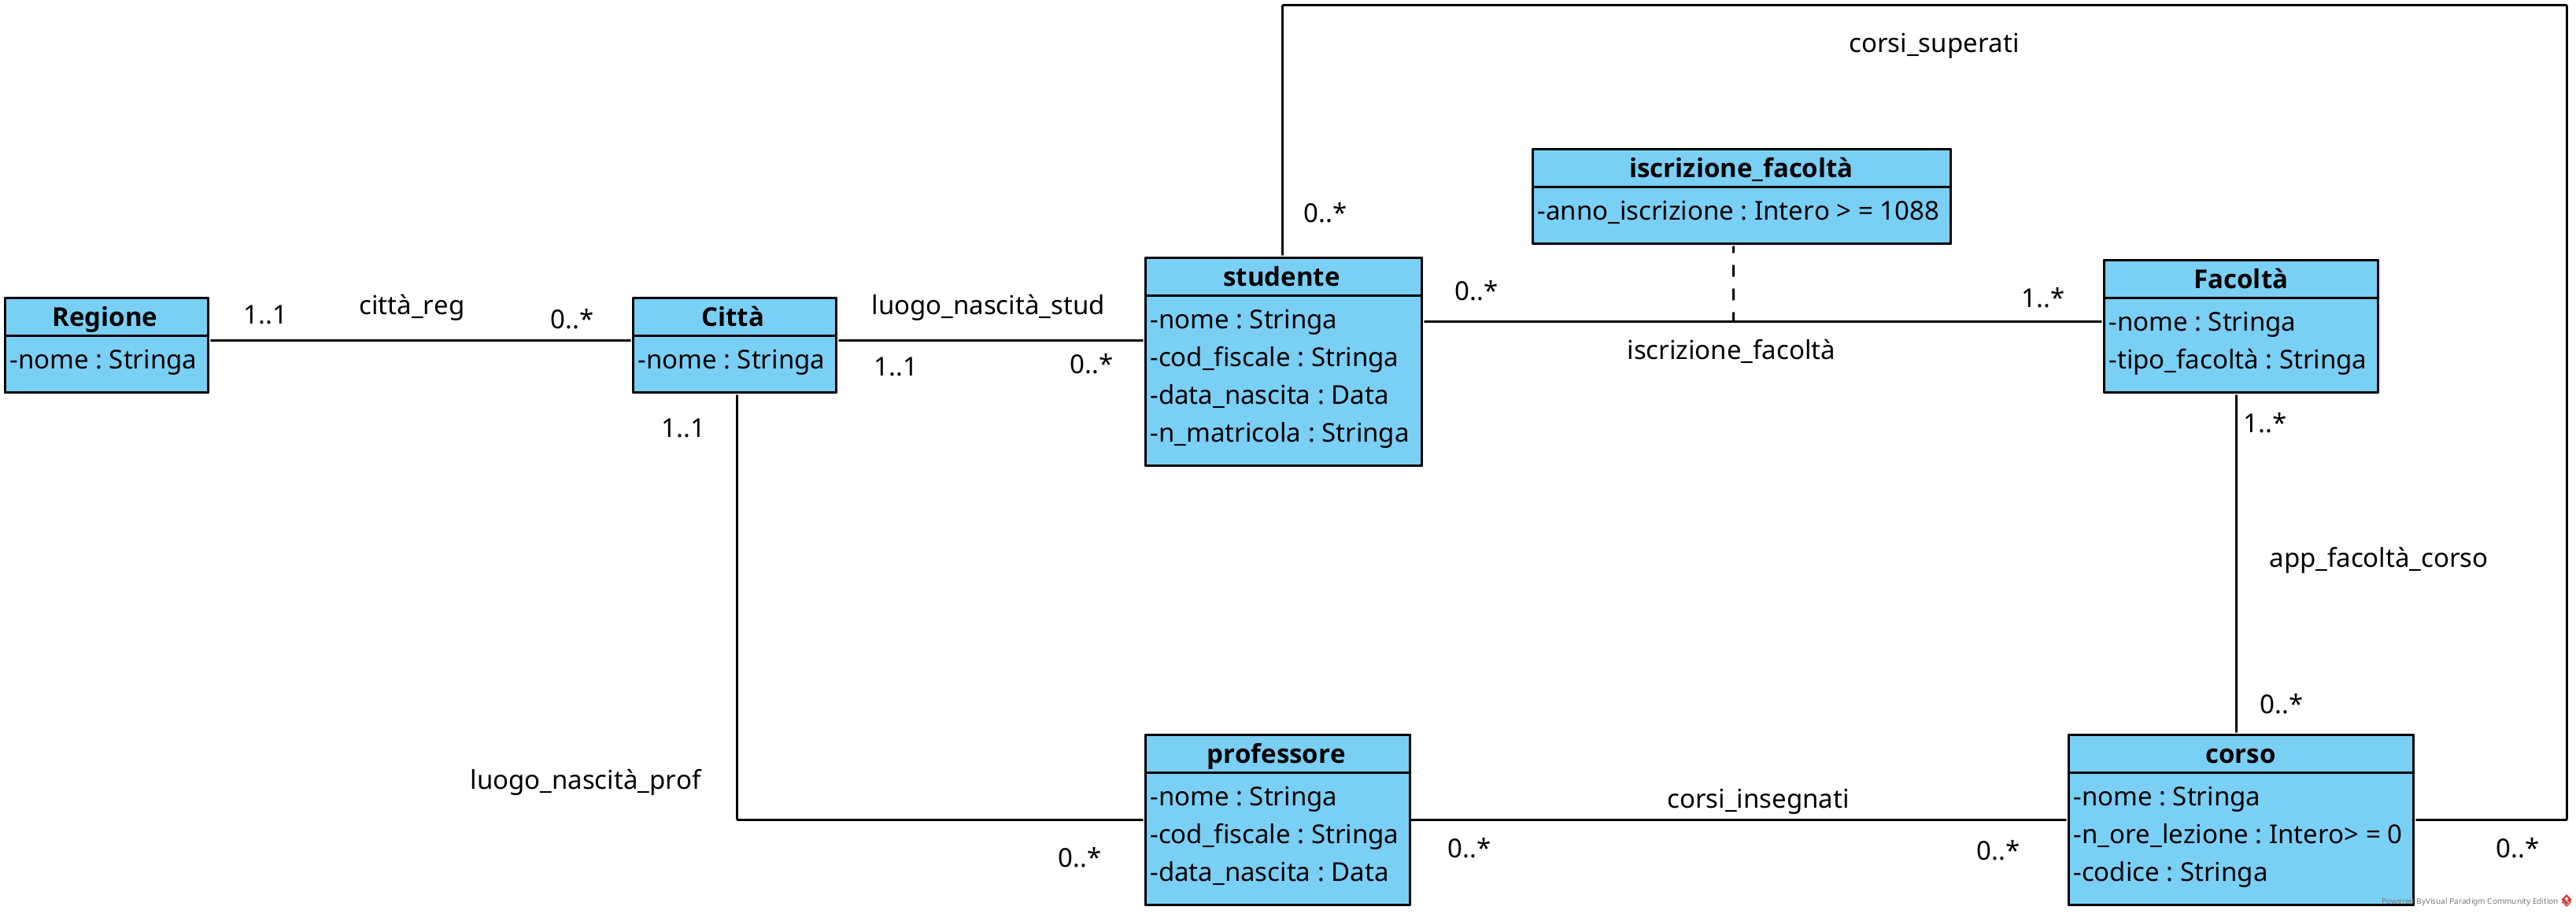 corsi_superati
iscrizione_facoltà
-anno_iscrizione : Intero > = 1088
0..*
studente
-nome : Stringa
-cod_fiscale : Stringa
-data_nascita : Data
-n_matricola : Stringa
0..*
1..*
iscrizione_facoltà
Facoltà
-nome : Stringa
-tipo_facoltà : Stringa
Regione
-nome : Stringa
1..1
città_reg
0..*
Città
-nome : Stringa
luogo_nascità_stud
1..1
0..*
1..1
1..*
app_facoltà_corso
0..*
luogo_nascità_prof
0..*
professore
-nome : Stringa
-cod_fiscale : Stringa
-data_nascita : Data
corsi_insegnati
0..*
0..*
corso
-nome : Stringa
-n_ore_lezione : Intero> = 0
-codice : Stringa
0..*
Powered ByVisual Paradigm Community Edition